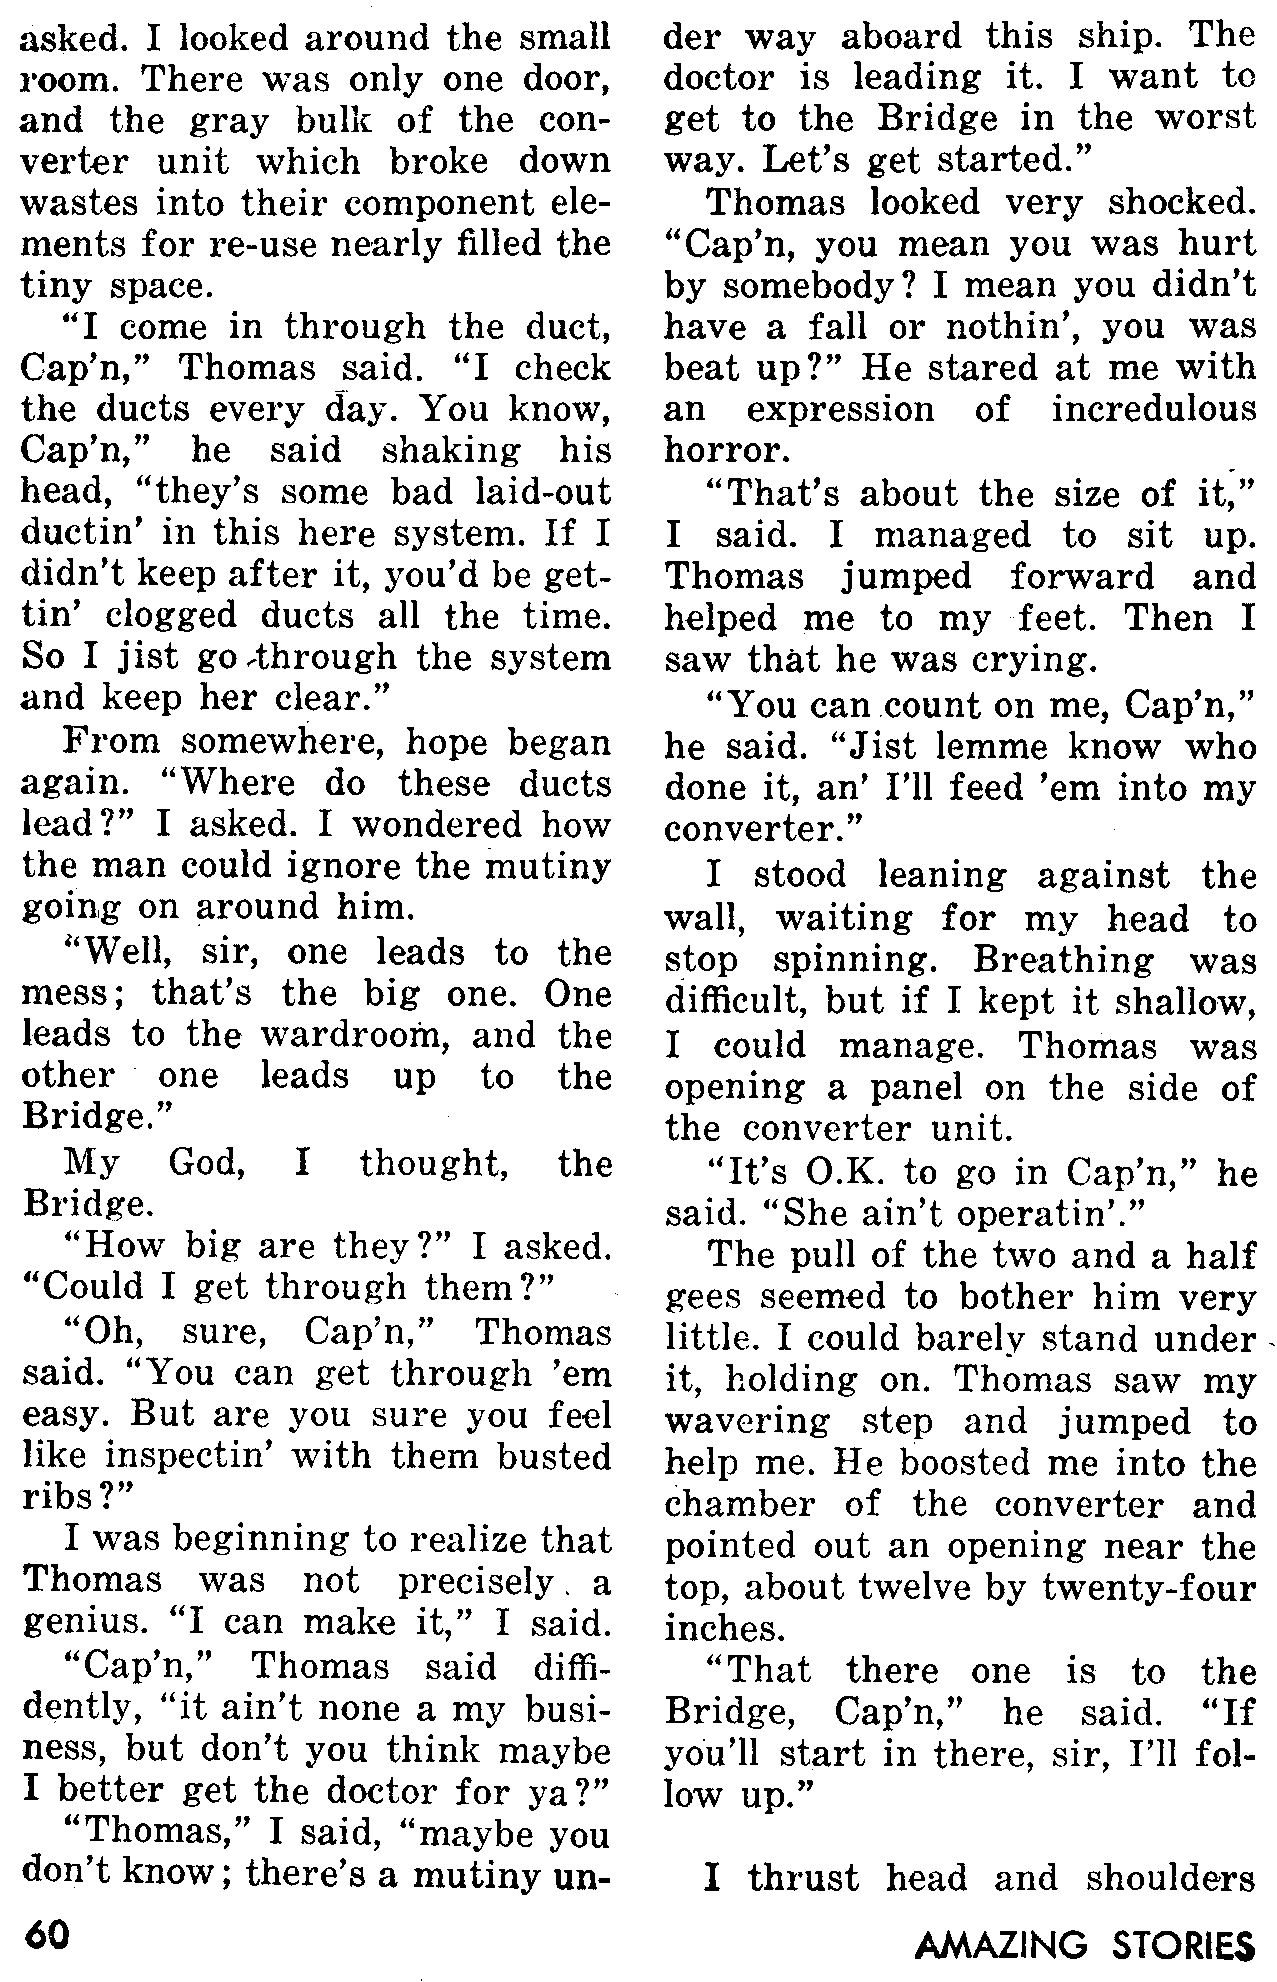 asked. I looked around the small
room. There was only one door,
and the gray bulk of the con-
verter unit which broke down
wastes into their component ele-
ments for re-use nearly filled the
tiny space.
“I come in through the duct,
Cap’n,” Thomas said. “I check
the ducts every day. You know,
Cap’n,” he said shaking his
head, “they’s some bad laid-out
ductin’ in this here system. If I
didn’t keep after it, you’d be get-
tin’ clogged ducts all the time.
So I jist go through the system
and keep her clear.”
From somewhere, hope began
again. “Where do these ducts
lead?” I asked. I wondered how
the man could ignore the mutiny
going on around him.
“Well, sir, one leads to the
mess; that’s the big one. One
leads to the wardroom, and the
other one leads up to the
Bridge.”
My God, I thought, the
Bridge.
“How big are they?” I asked.
“Could I get through them?”
“Oh, sure, Cap’n,” Thomas
said. “You can get through ’em
easy. But are you sure you feel
like inspectin’ with them busted
ribs?”
I was beginning to realize that
Thomas was not precisely a
genius. “I can make it,” I said.
“Cap’n,” Thomas said diffi-
dently, “it ain’t none a my busi-
ness, but don’t you think maybe
I better get the doctor for ya?”
“Thomas,” I said, “maybe you
don’t know; there’s a mutiny un-
der way aboard this ship. The
doctor is leading it. I want to
get to the Bridge in the worst
way. Let’s get started.”
Thomas looked very shocked.
“Cap’n, you mean you was hurt
by somebody? I mean you didn’t
have a fall or nothin’, you was
beat up?” He stared at me with
an expression of incredulous
horror.
“That’s about the size of it,”
I said. I managed to sit up.
Thomas jumped forward and
helped me to my feet. Then I
saw that he was crying.
“You can count on me, Cap’n,”
he said. “Jist lemme know who
done it, an’ I’ll feed ’em into my
converter.”
I stood leaning against the
wall, waiting for my head to
stop spinning. Breathing was
difficult, but if I kept it shallow,
I could manage. Thomas was
opening a panel on the side of
the converter unit.
“It’s O.K. to go in Cap’n,” he
said. “She ain’t operatin’.”
The pull of the two and a half
gees seemed to bother him very
little. I could barely stand under
it, holding on. Thomas saw my
wavering step and jumped to
help me. He boosted me into the
chamber of the converter and
pointed out an opening near the
top, about twelve by twenty-four
inches.
“That there one is to the
Bridge, Cap’n,” he said. “If
you’ll start in there, sir, I’ll fol-
low up.”
I thrust head and shoulders
60
AMAZING STORIES